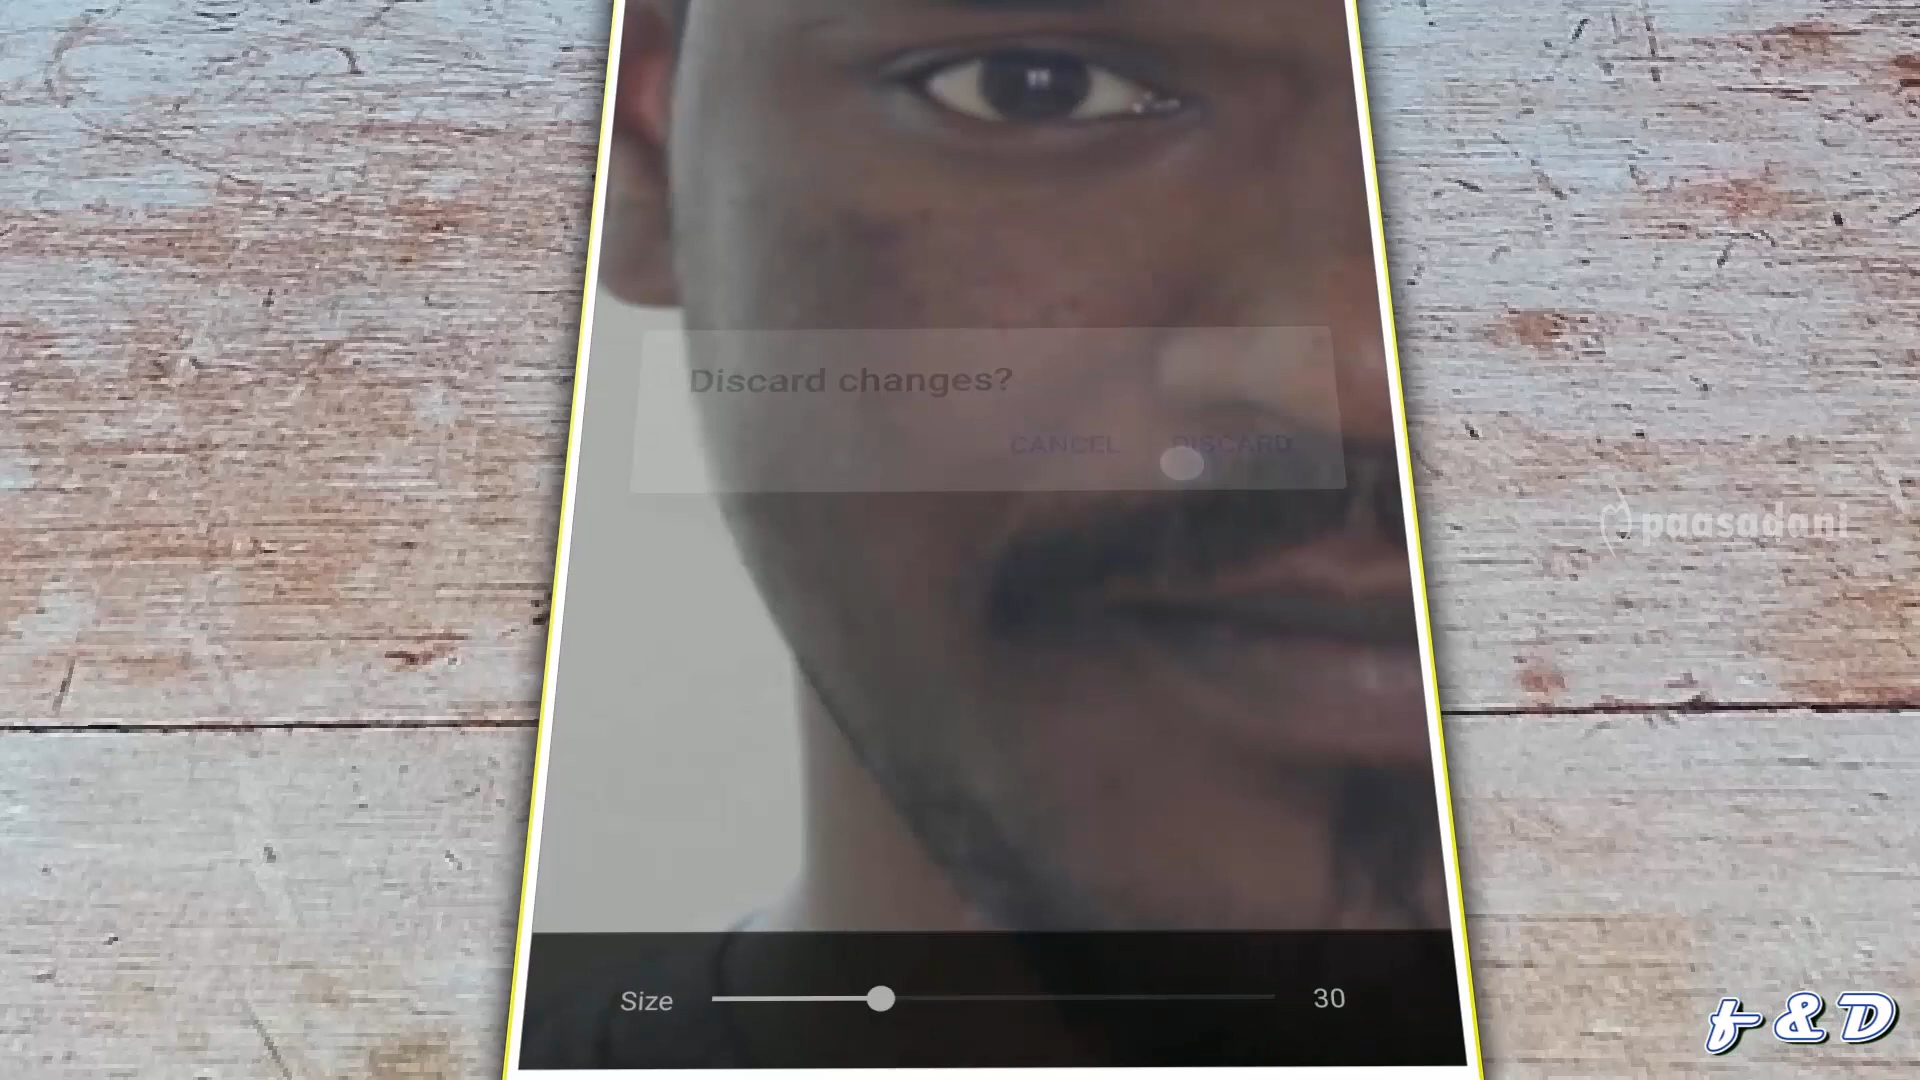 Discard changes?
CANCEL DISCARD
paasadani
Size 30
f & D